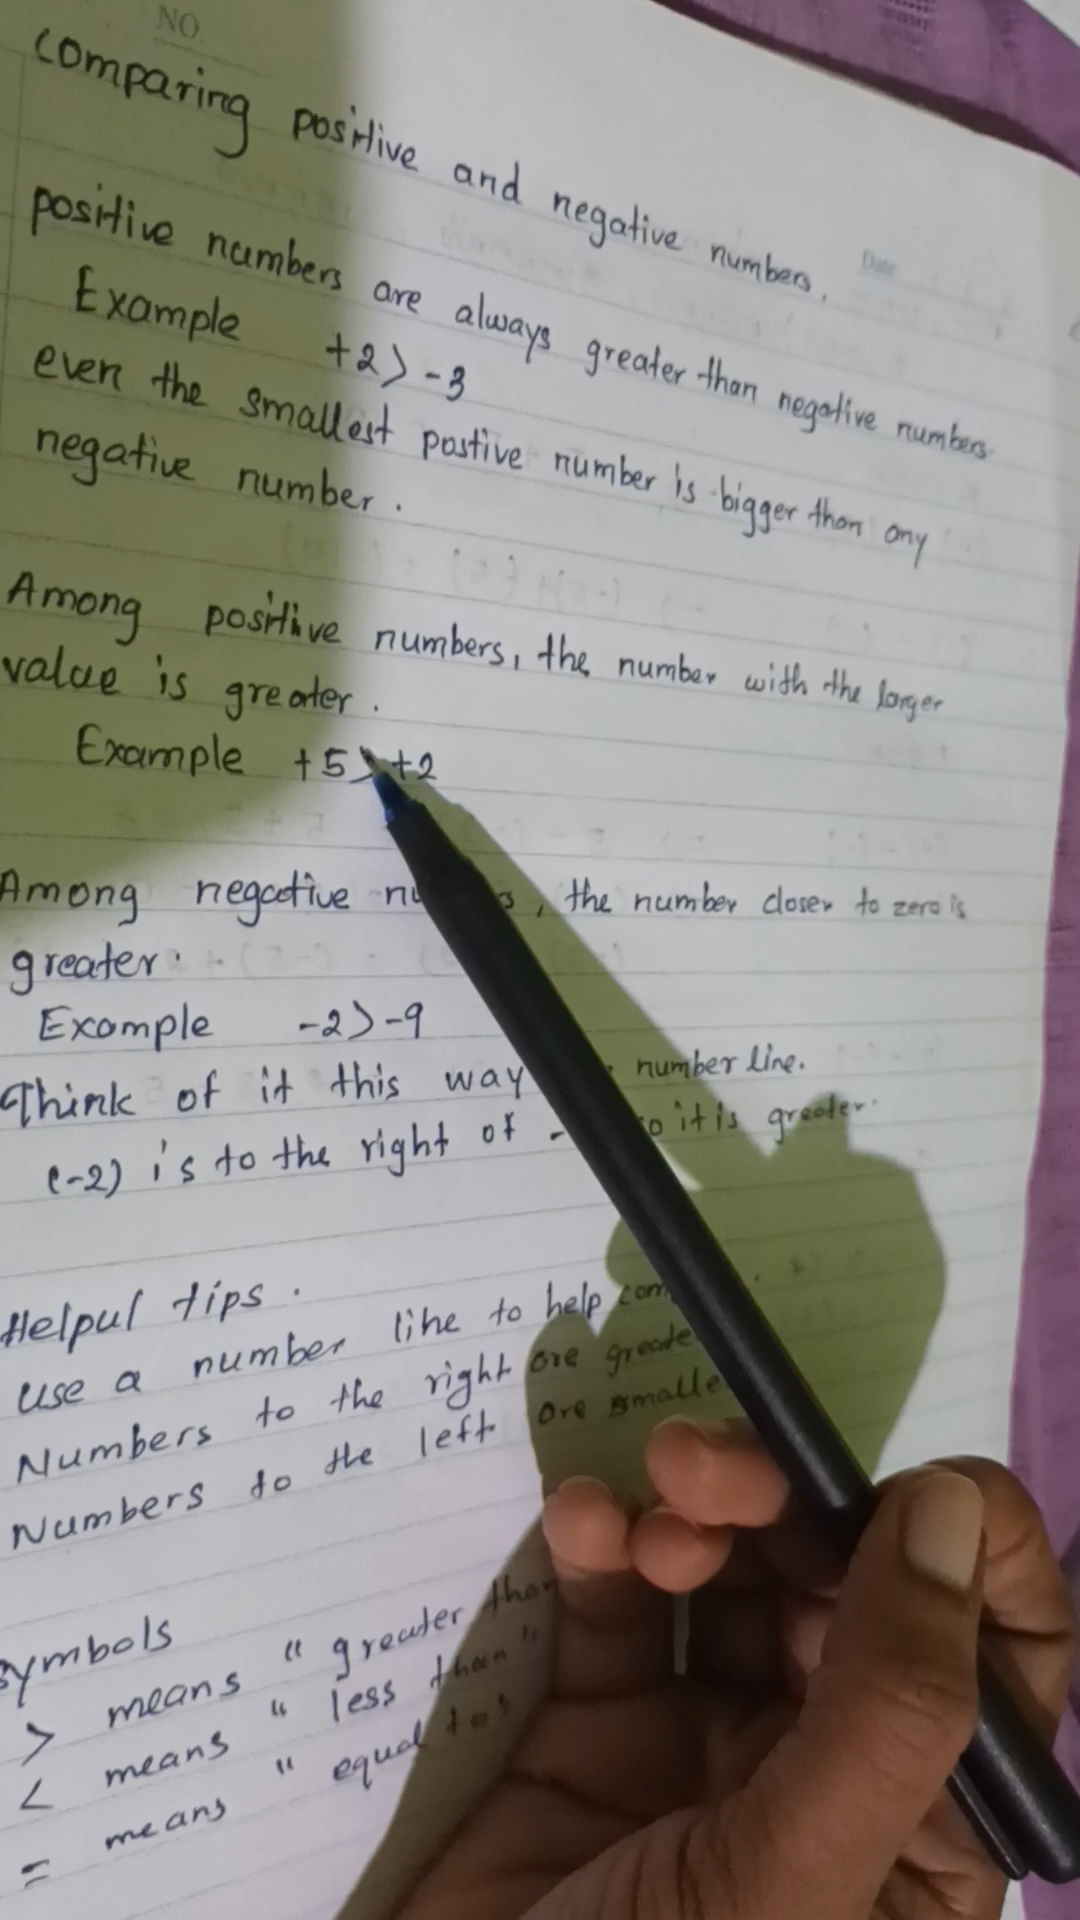 NO.
Date
Comparing positive and negative numbers.
positive numbers are always greater than negative numbers.
Example +2 > -3
even the smallest postive number is bigger than any
negative number.
Among positive numbers, the number with the larger
value is greater.
Example +5 > +2
Among negative , the number closer to zero is
greater.
Example -2 > -9
Think of it this way number line.
(-2) is to the right of - it is greater.
Helpul tips.
use a number line to help
Numbers to the right are
Numbers to the left are
Symbols
> means " greater than
< means " less than "
= means " equal to "